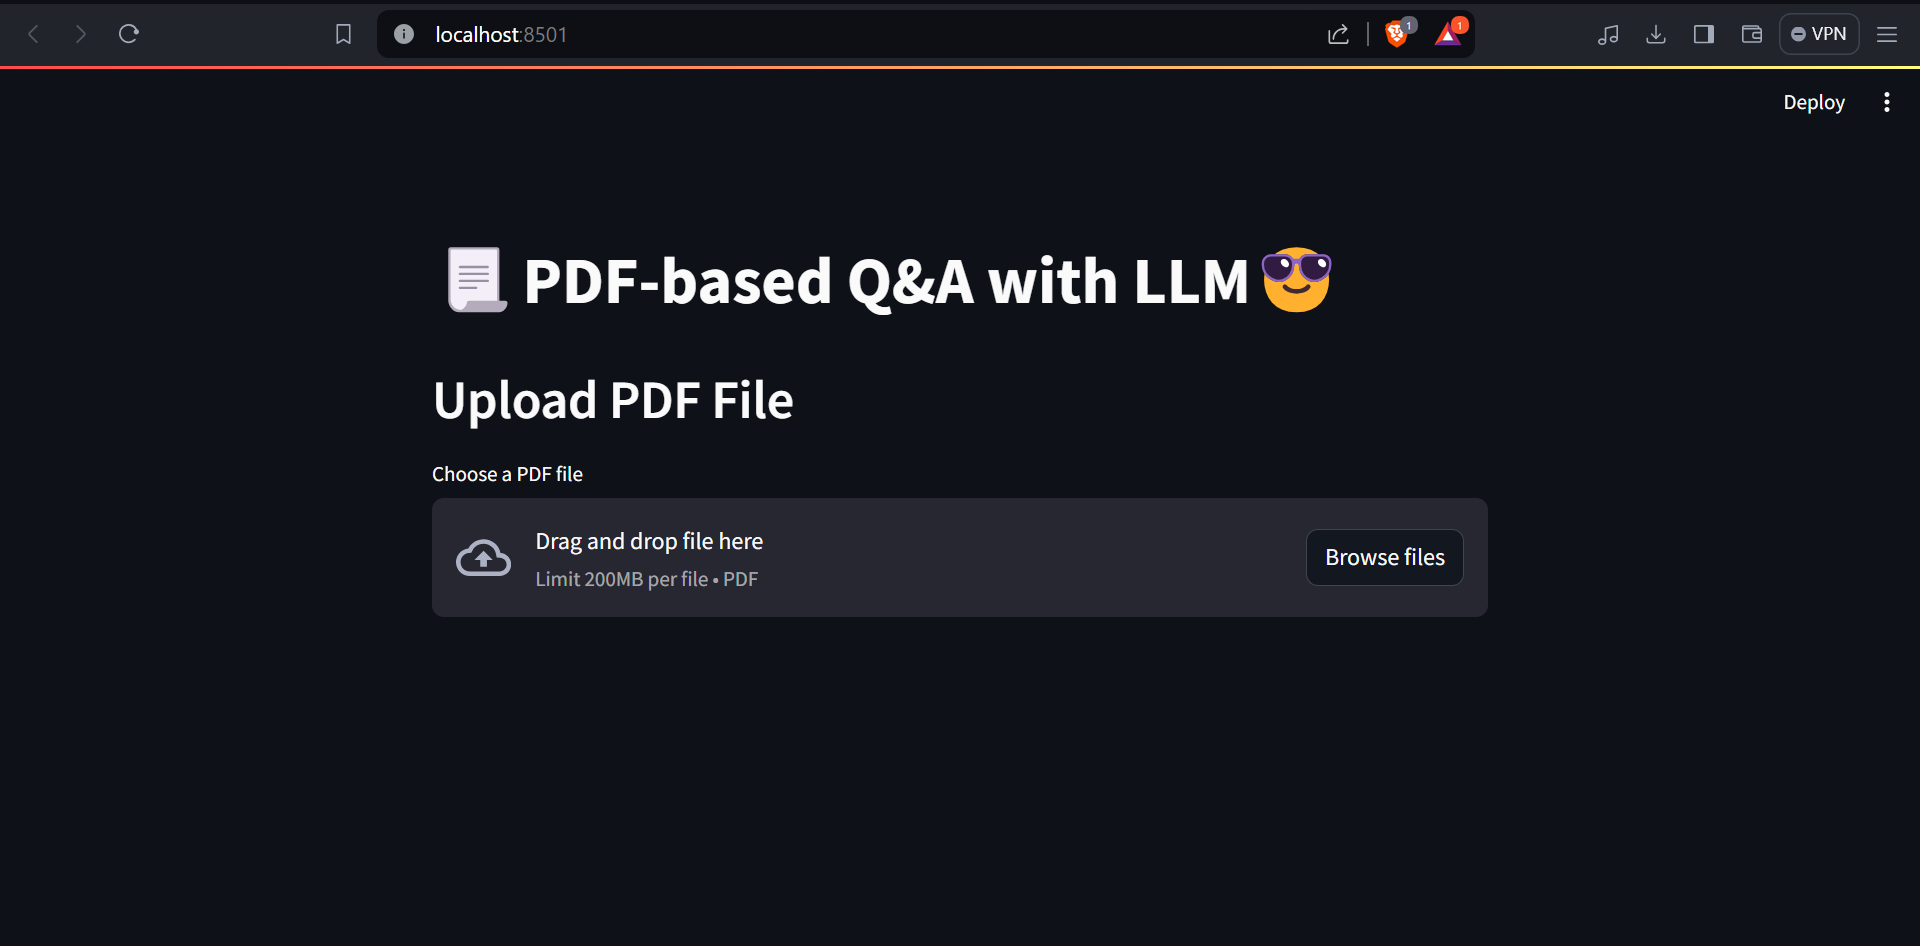 localhost:8501
1
1
VPN
Deploy
📜 PDF-based Q&A with LLM😎
Upload PDF File
Choose a PDF file
Drag and drop file here
Limit 200MB per file • PDF
Browse files